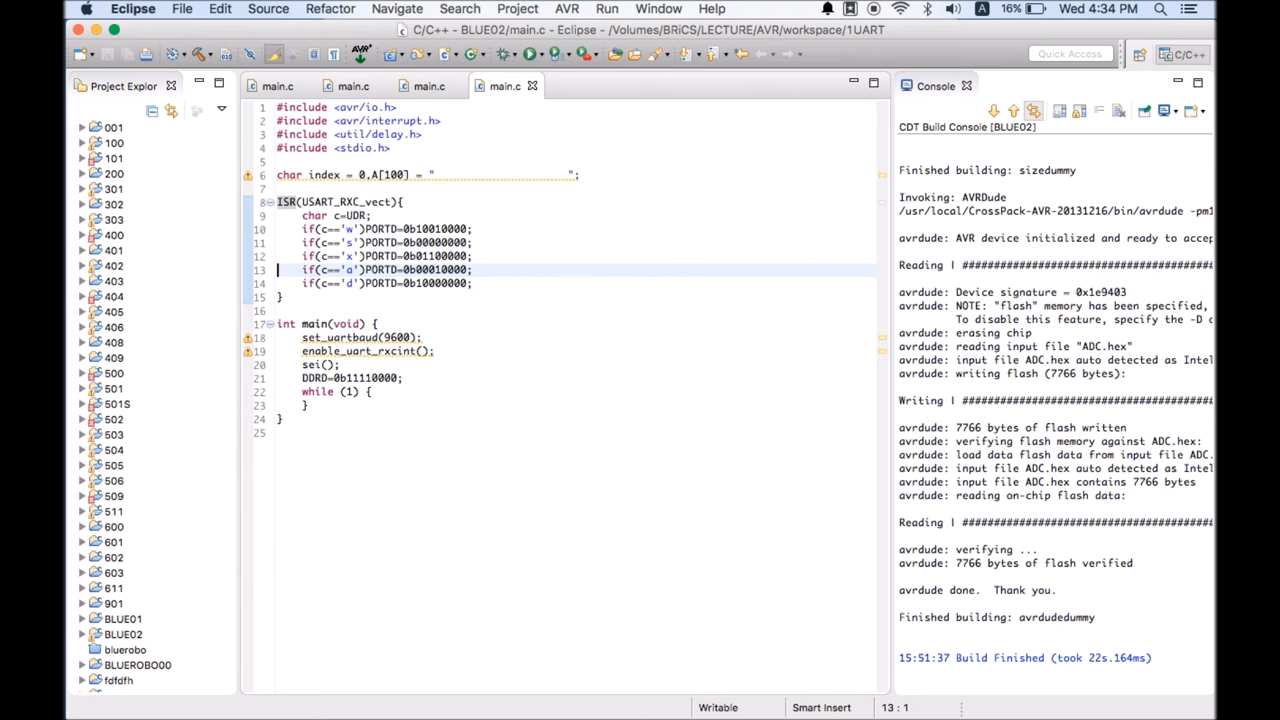 Eclipse File Edit Source Refactor Navigate Search Project AVR Run Window Help A 16% Wed 4:34 PM
C/C++ - BLUE02/main.c - Eclipse - /Volumes/BRiCS/LECTURE/AVR/workspace/1UART
AVR Quick Access C/C++
Project Explor
001
100
101
200
301
302
303
400
401
402
403
404
405
406
408
409
500
501
501S
502
503
504
505
506
509
511
600
601
602
603
611
901
BLUE01
BLUE02
bluerobo
BLUEROBO00
fdfdfh
main.c main.c main.c main.c
1 #include <avr/io.h>
2 #include <avr/interrupt.h>
3 #include <util/delay.h>
4 #include <stdio.h>
5
6 char index = 0,A[100] = "                    ";
7
8 ISR(USART_RXC_vect){
9 char c=UDR;
10 if(c=='w')PORTD=0b10010000;
11 if(c=='s')PORTD=0b00000000;
12 if(c=='x')PORTD=0b01100000;
13 if(c=='a')PORTD=0b00010000;
14 if(c=='d')PORTD=0b10000000;
15 }
16
17 int main(void) {
18 set_uartbaud(9600);
19 enable_uart_rxcint();
20 sei();
21 DDRD=0b11110000;
22 while (1) {
23 }
24 }
25
Console
CDT Build Console [BLUE02]
Finished building: sizedummy
Invoking: AVRDude
/usr/local/CrossPack-AVR-20131216/bin/avrdude -pm1
avrdude: AVR device initialized and ready to accep
Reading | ##########################################
avrdude: Device signature = 0x1e9403
avrdude: NOTE: "flash" memory has been specified,
To disable this feature, specify the -D o
avrdude: erasing chip
avrdude: reading input file "ADC.hex"
avrdude: input file ADC.hex auto detected as Intel
avrdude: writing flash (7766 bytes):
Writing | ##########################################
avrdude: 7766 bytes of flash written
avrdude: verifying flash memory against ADC.hex:
avrdude: load data flash data from input file ADC.
avrdude: input file ADC.hex auto detected as Intel
avrdude: input file ADC.hex contains 7766 bytes
avrdude: reading on-chip flash data:
Reading | ##########################################
avrdude: verifying ...
avrdude: 7766 bytes of flash verified
avrdude done.  Thank you.
Finished building: avrdudedummy
15:51:37 Build Finished (took 22s.164ms)
Writable Smart Insert 13 : 1